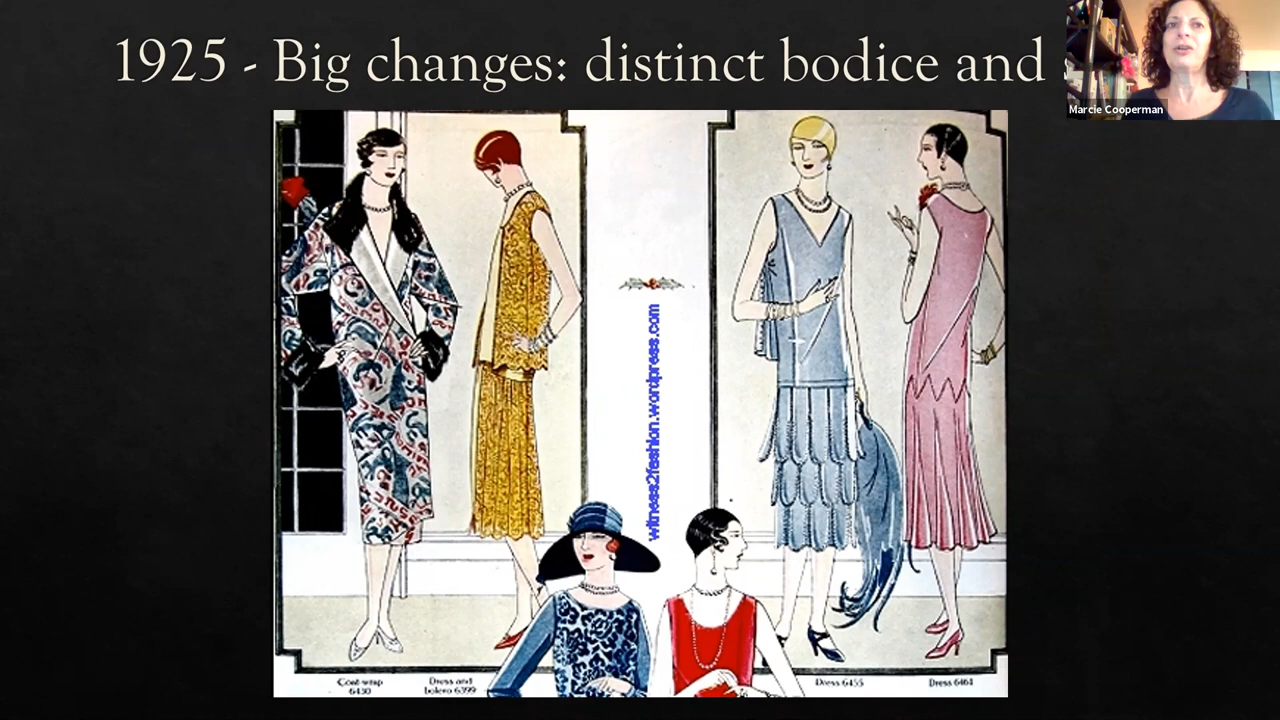 1925 - Big changes: distinct bodice and
Marcie Cooperman
witness2fashion.wordpress.com
Coat-wrap
6430
Dress and
bolero 6399
Dress 6455
Dress 6461